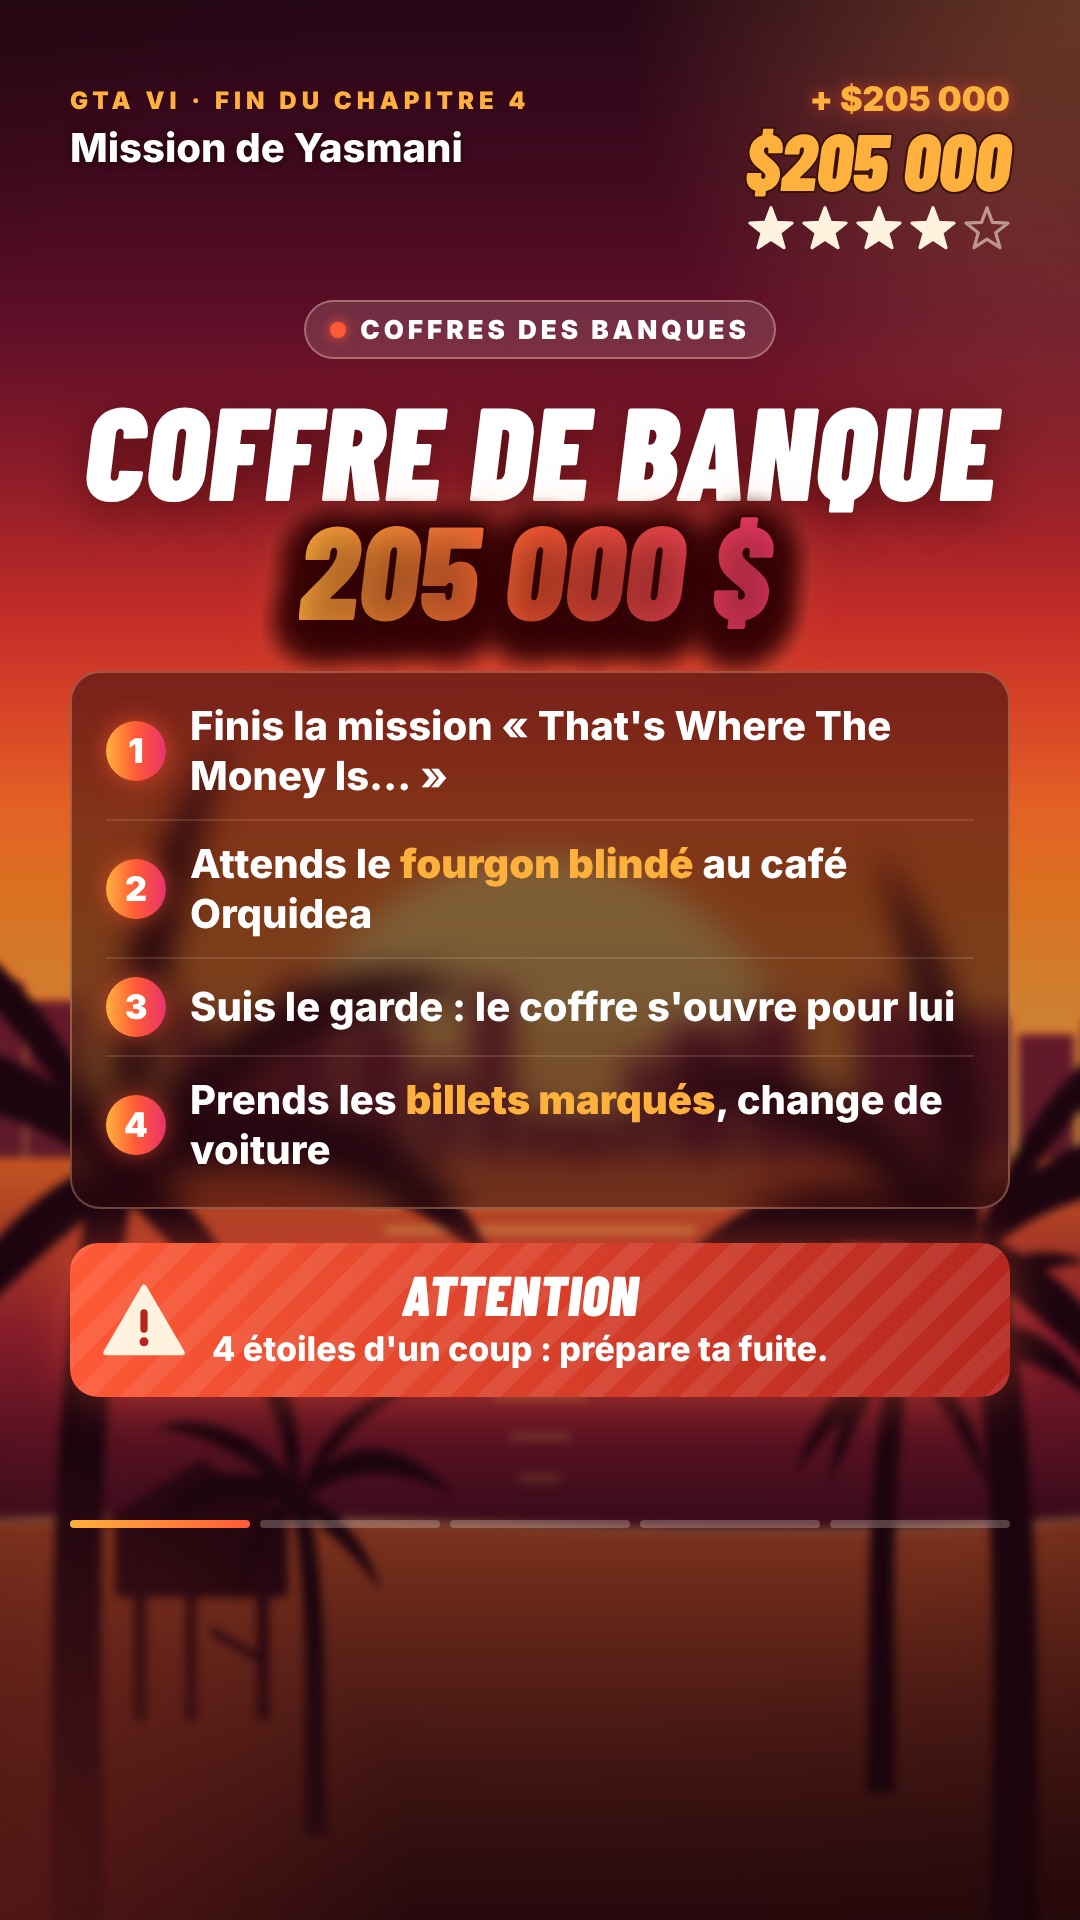 GTA VI · FIN DU CHAPITRE 4
Mission de Yasmani
+ $205 000
$205 000
COFFRES DES BANQUES
COFFRE DE BANQUE
205 000 $
1 Finis la mission « That's Where The
Money Is... »
2 Attends le fourgon blindé au café
Orquidea
3 Suis le garde : le coffre s'ouvre pour lui
4 Prends les billets marqués, change de
voiture
ATTENTION
4 étoiles d'un coup : prépare ta fuite.